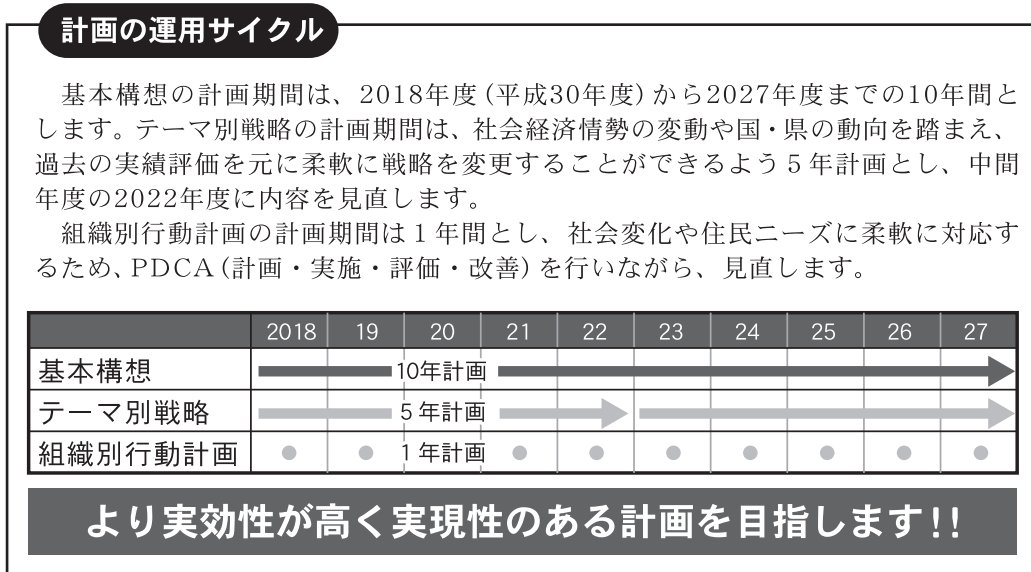 計画の運用サイクル
基本構想の計画期間は、2018年度(平成30年度)から2027年度までの10年間と
します。テーマ別戦略の計画期間は、社会経済情勢の変動や国・県の動向を踏まえ、
過去の実績評価を元に柔軟に戦略を変更することができるよう5年計画とし、中間
年度の2022年度に内容を見直します。
組織別行動計画の計画期間は1年間とし、社会変化や住民ニーズに柔軟に対応す
るため、PDCA(計画・実施・評価・改善)を行いながら、見直します。
2018 19 20 21 22 23 24 25 26 27
基本構想 10年計画
テーマ別戦略 5年計画
組織別行動計画 1年計画
より実効性が高く実現性のある計画を目指します!!